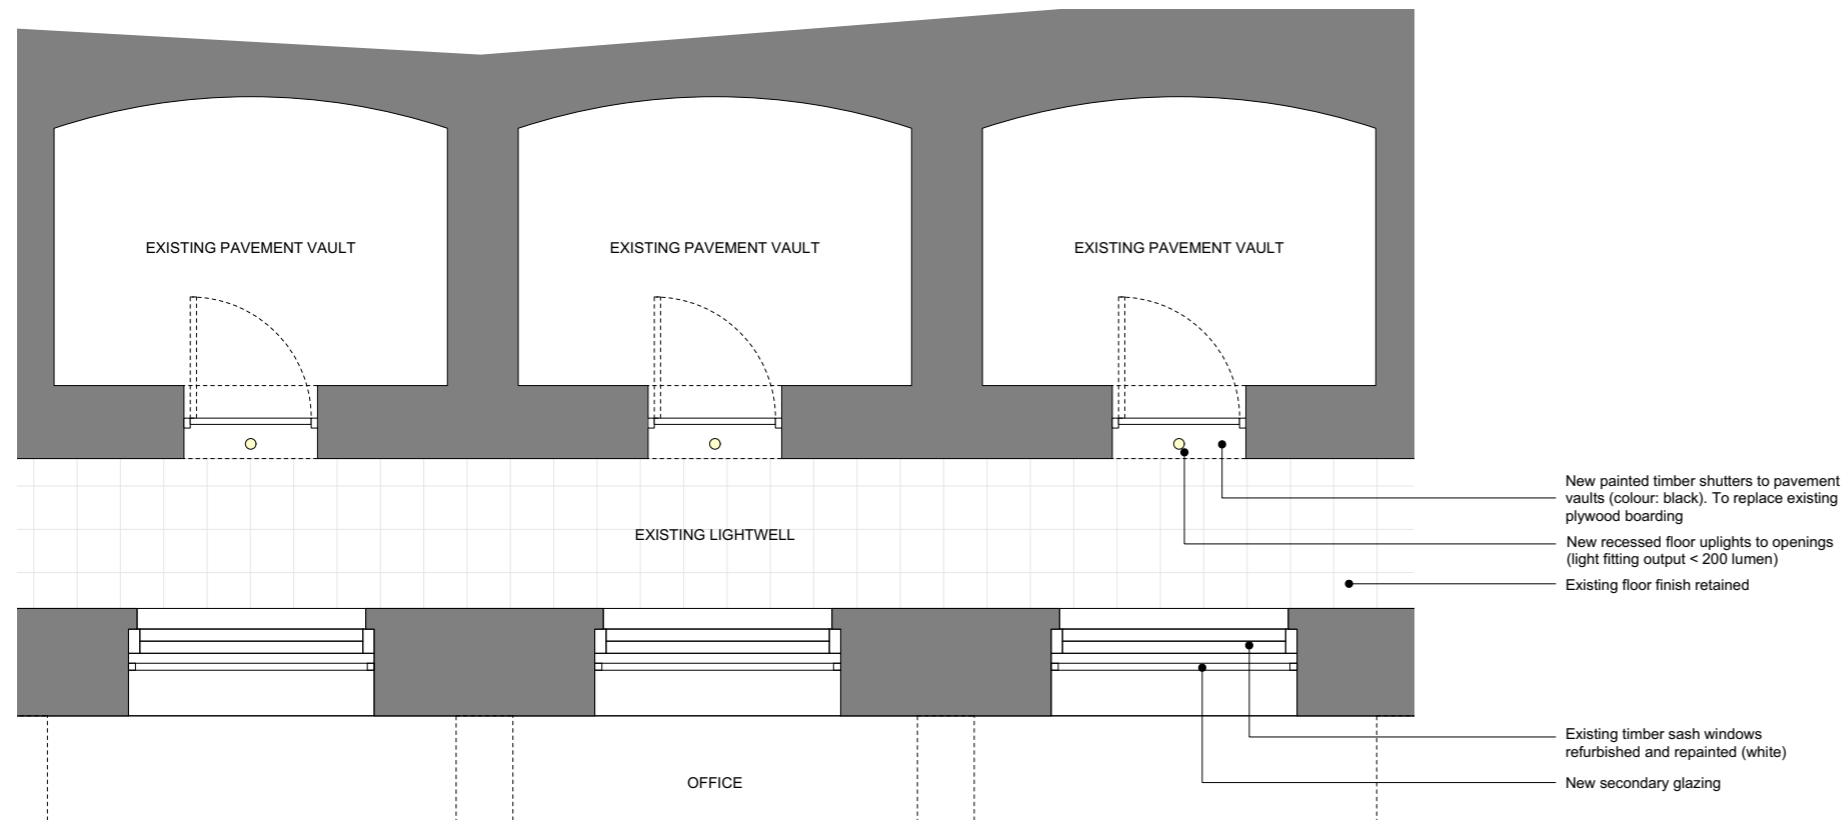 EXISTING PAVEMENT VAULT
EXISTING PAVEMENT VAULT
EXISTING PAVEMENT VAULT
New painted timber shutters to pavement
vaults (colour: black). To replace existing
plywood boarding
EXISTING LIGHTWELL
New recessed floor uplights to openings
(light fitting output < 200 lumen)
Existing floor finish retained
Existing timber sash windows
refurbished and repainted (white)
OFFICE
New secondary glazing